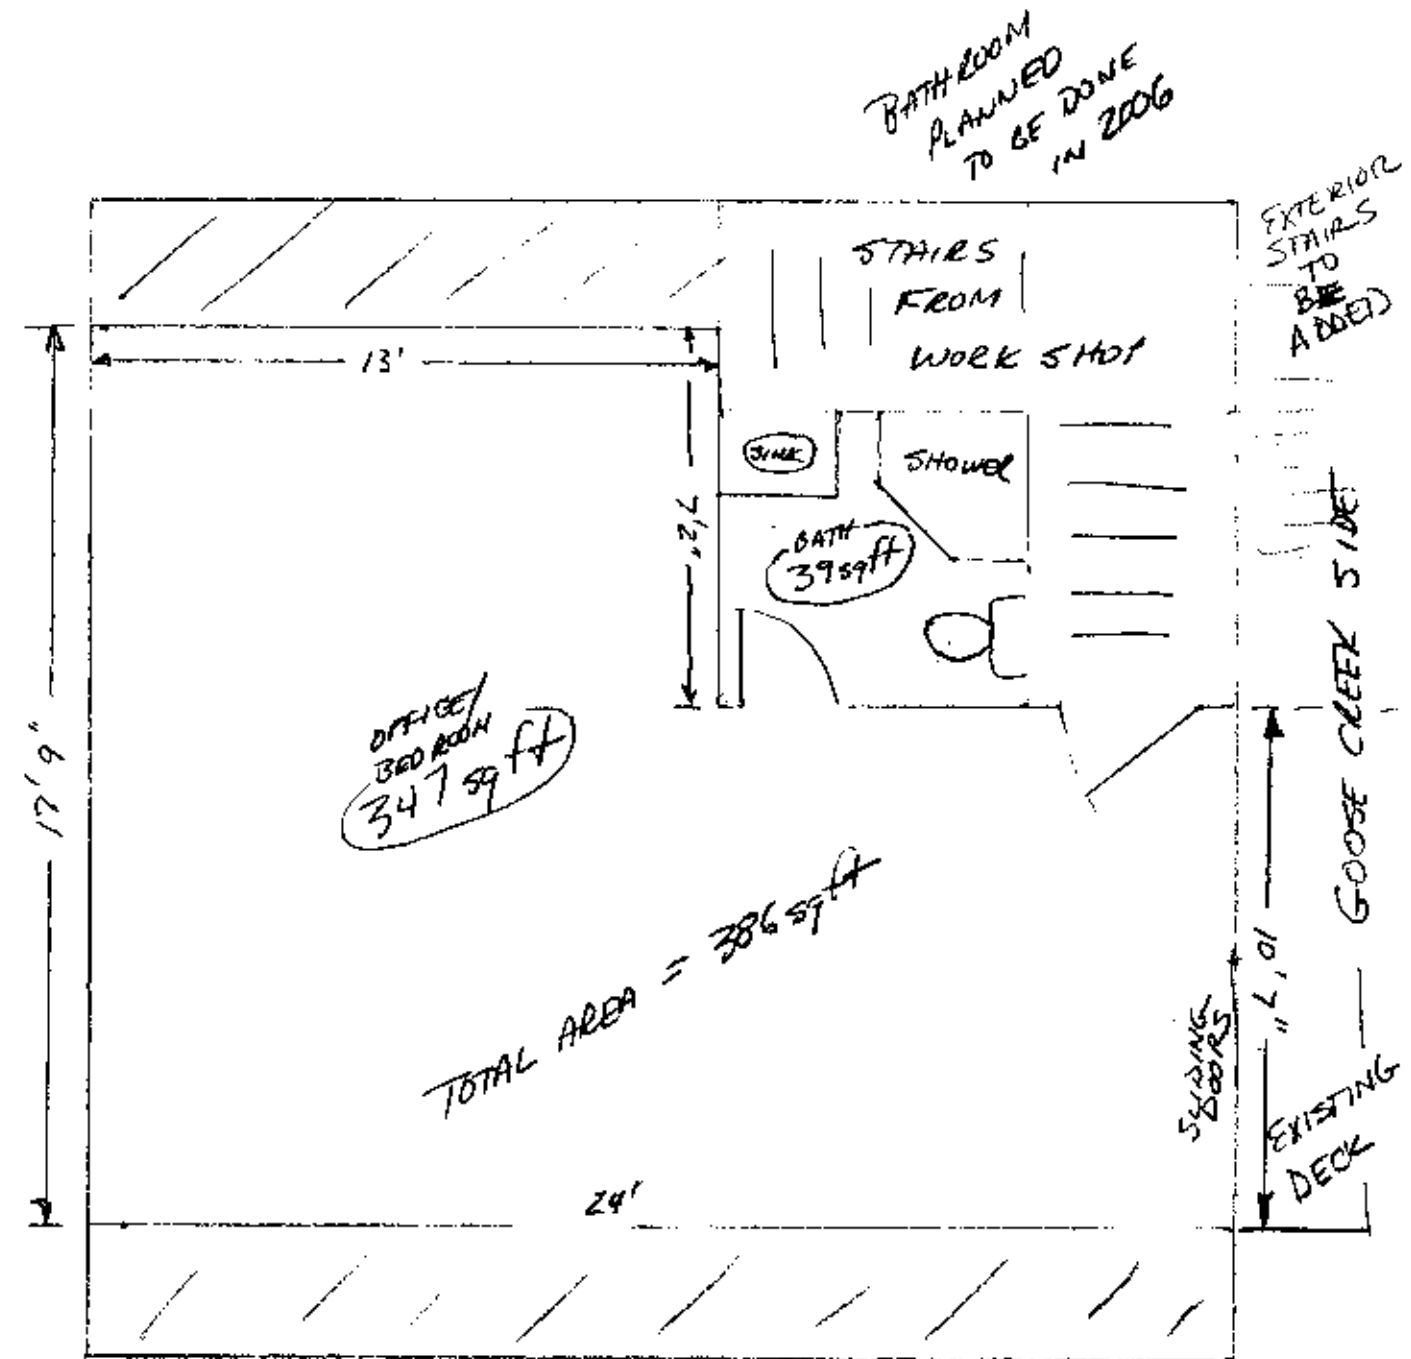 BATHROOM
PLANNED
TO BE DONE
IN 2006
EXTERIOR
STAIRS
TO
BE
ADDED
STAIRS
FROM
WORK SHOP
13'
SINK
SHOWER
7'2"
BATH
39 sq ft
GOOSE CREEK SIDE
OFFICE/
BEDROOM
347 sq ft
17'9"
TOTAL AREA = 386 sq ft
10'7"
SLIDING
DOORS
EXISTING
DECK
24'